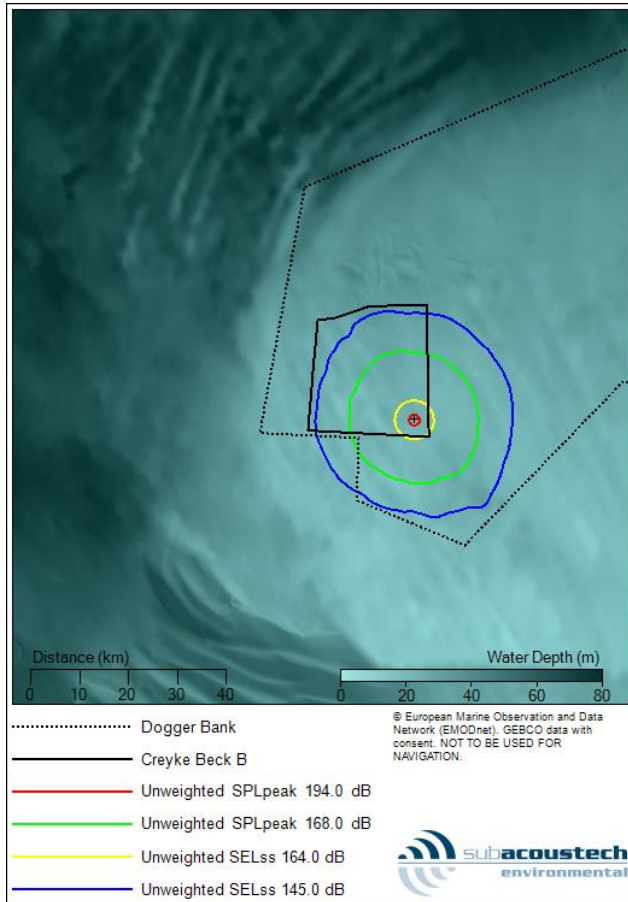 Distance (km)
0 10 20 30 40
Water Depth (m)
0 20 40 60 80
Dogger Bank
Creyke Beck B
Unweighted SPLpeak 194.0 dB
Unweighted SPLpeak 168.0 dB
Unweighted SELss 164.0 dB
Unweighted SELss 145.0 dB
© European Marine Observation and Data
Network (EMODnet). GEBCO data with
consent. NOT TO BE USED FOR
NAVIGATION.
subacoustech
environmental